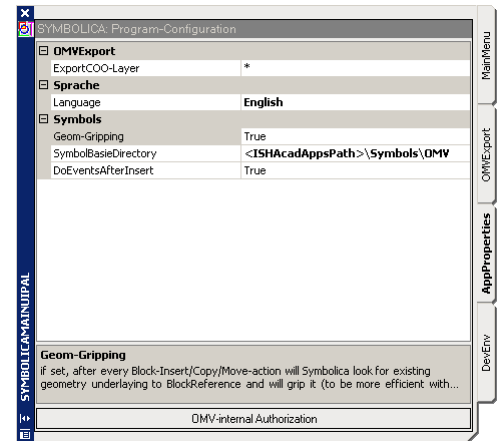 SYMBOLICA: Program-Configuration
OMVExport
ExportCOO-Layer *
Sprache
Language English
Symbols
Geom-Gripping True
SymbolBasieDirectory <ISHAcadAppsPath>\Symbols\OMV
DoEventsAfterInsert True
Geom-Gripping
if set, after every Block-Insert/Copy/Move-action will Symbolica look for existing
geometry underlaying to BlockReference and will grip it (to be more efficient with...
OMV-internal Authorization
SYMBOLICAMAINUIPAL
MainMenu
OMVExport
AppProperties
DevEnv